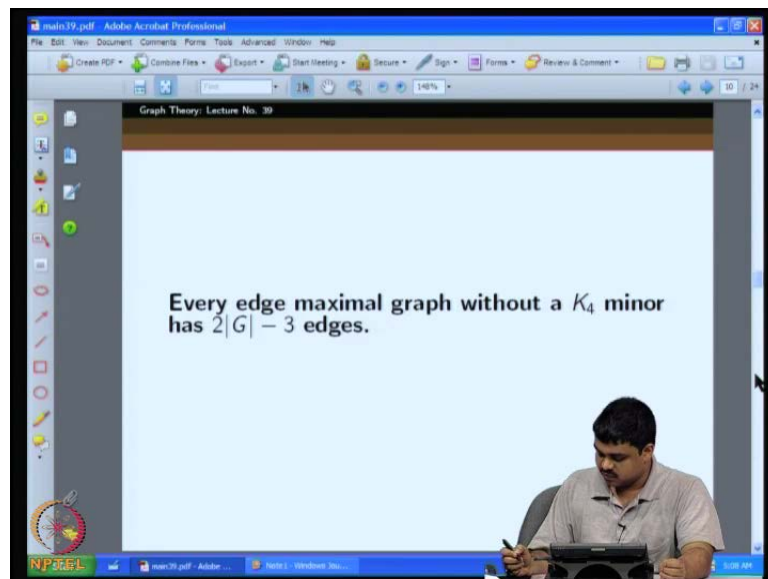 main39.pdf - Adobe Acrobat Professional
File Edit View Document Comments Forms Tools Advanced Window Help
Create PDF Combine Files Export Start Meeting Secure Sign Forms Review & Comment
148% 10 / 24
Graph Theory: Lecture No. 39
Every edge maximal graph without a K₄ minor
has 2|G| − 3 edges.
NPTEL main39.pdf - Adobe ... Note1 - Windows Jou... 5:08 AM